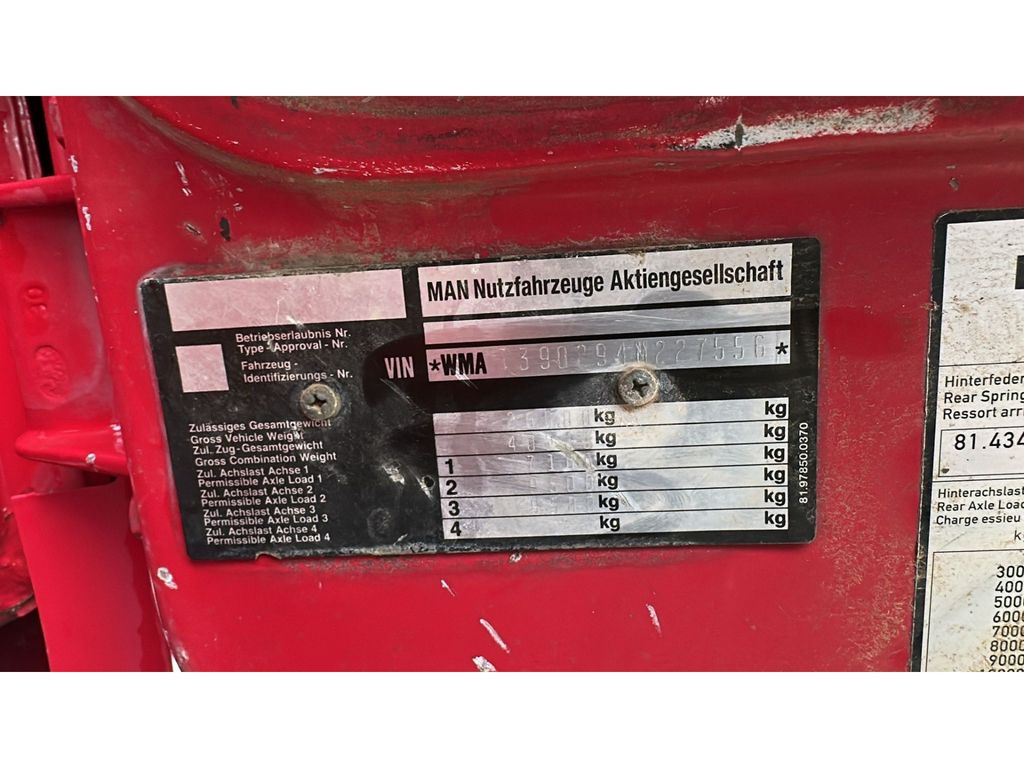 MAN Nutzfahrzeuge Aktiengesellschaft
Betriebserlaubnis Nr.
Type - Approval - Nr.
Fahrzeug -
Identifizierungs - Nr.
VIN *WMA *
Zulässiges Gesamtgewicht
Gross Vehicle Weight
Zul. Zug-Gesamtgewicht
Gross Combination Weight
Zul. Achslast Achse 1
Permissible Axle Load 1
Zul. Achslast Achse 2
Permissible Axle Load 2
Zul. Achslast Achse 3
Permissible Axle Load 3
Zul. Achslast Achse 4
Permissible Axle Load 4
kg kg
kg kg
1 kg kg
2 kg kg
3 kg kg
4 kg kg
81.97850.0370
Hinterfeder
Rear Spring
Ressort arr
81.434
Hinterachslast
Rear Axle Load
Charge essieu
k
300
400
500
600
700
800
900